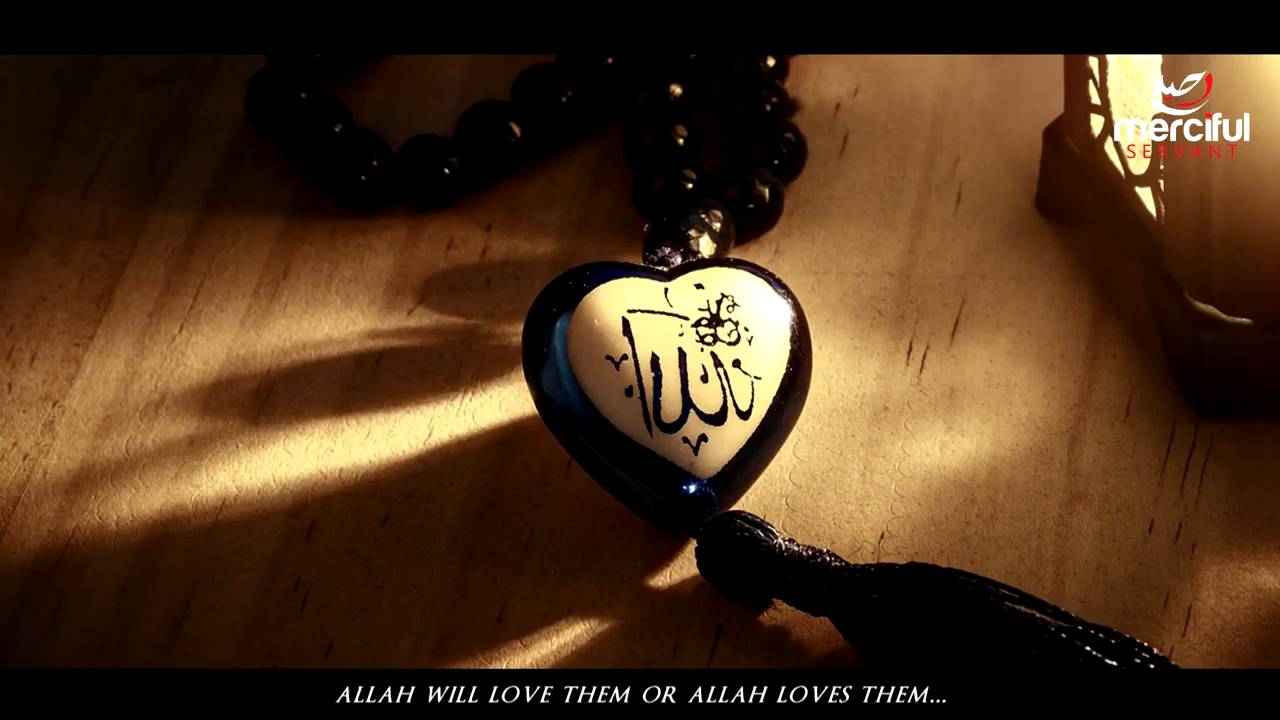 merciful
SERVANT
الله
ALLAH WILL LOVE THEM OR ALLAH LOVES THEM...